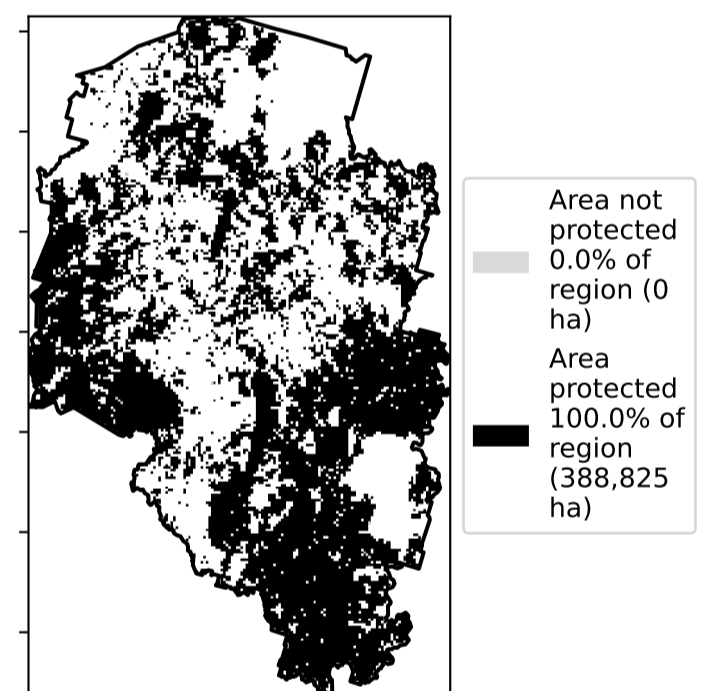 Area not
protected
0.0% of
region (0
ha)
Area
protected
100.0% of
region
(388,825
ha)